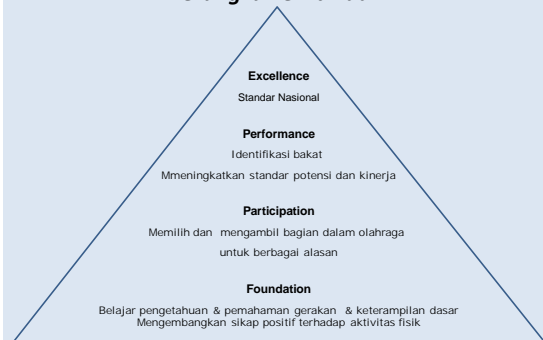 Excellence
Standar Nasional
Performance
Identifikasi bakat
Mmeningkatkan standar potensi dan kinerja
Participation
Memilih dan mengambil bagian dalam olahraga
untuk berbagai alasan
Foundation
Belajar pengetahuan & pemahaman gerakan & keterampilan dasar
Mengembangkan sikap positif terhadap aktivitas fisik